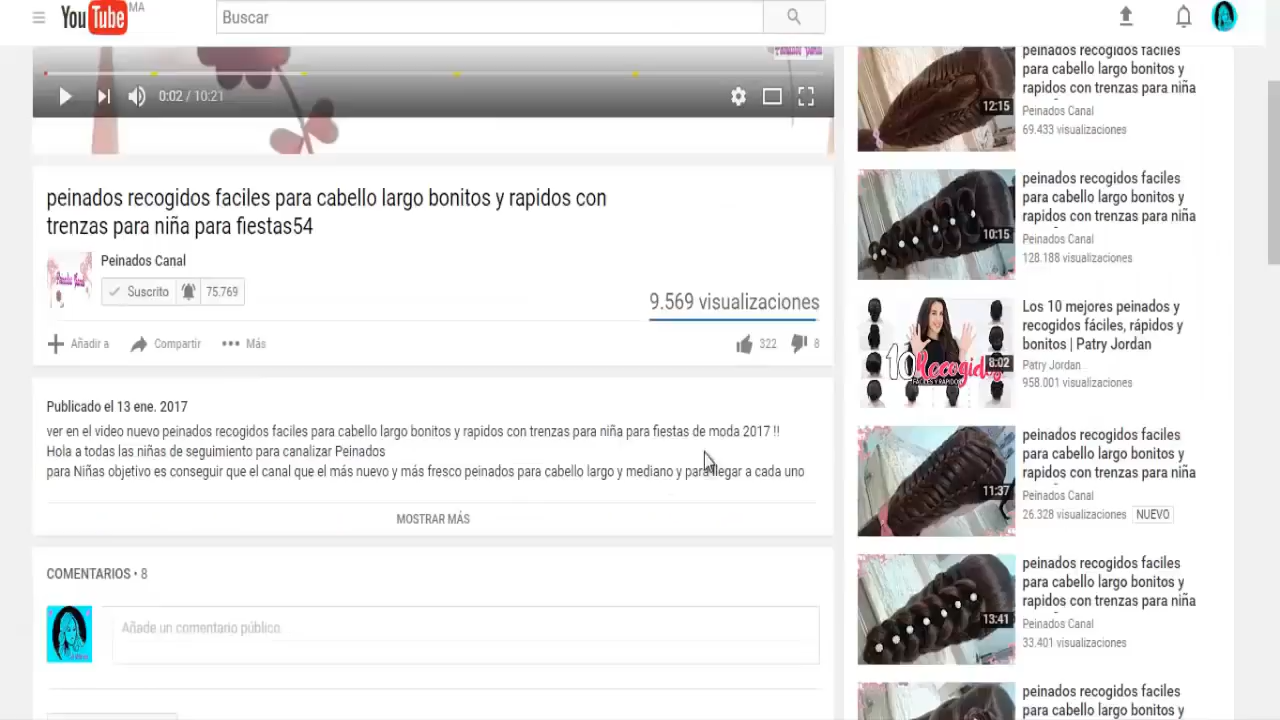 YouTube MA
Buscar
0:02 / 10:21
peinados recogidos faciles para cabello largo bonitos y rapidos con
trenzas para niña para fiestas54
Peinados Canal
Suscrito 75.769
9.569 visualizaciones
Añadir a Compartir Más
322 8
Publicado el 13 ene. 2017
ver en el video nuevo peinados recogidos faciles para cabello largo bonitos y rapidos con trenzas para niña para fiestas de moda 2017 !!
Hola a todas las niñas de seguimiento para canalizar Peinados
para Niñas objetivo es conseguir que el canal que el más nuevo y más fresco peinados para cabello largo y mediano y para llegar a cada uno
MOSTRAR MÁS
COMENTARIOS • 8
Añade un comentario público
peinados recogidos faciles
para cabello largo bonitos y
rapidos con trenzas para niña
12:15
Peinados Canal
69.433 visualizaciones
peinados recogidos faciles
para cabello largo bonitos y
rapidos con trenzas para niña
10:15
Peinados Canal
128.188 visualizaciones
Los 10 mejores peinados y
recogidos fáciles, rápidos y
bonitos | Patry Jordan
10 Recogidos
FÁCILES Y RÁPIDOS
8:02
Patry Jordan
958.001 visualizaciones
peinados recogidos faciles
para cabello largo bonitos y
rapidos con trenzas para niña
11:37
Peinados Canal
26.328 visualizaciones NUEVO
peinados recogidos faciles
para cabello largo bonitos y
rapidos con trenzas para niña
13:41
Peinados Canal
33.401 visualizaciones
peinados recogidos faciles
para cabello largo bonitos y